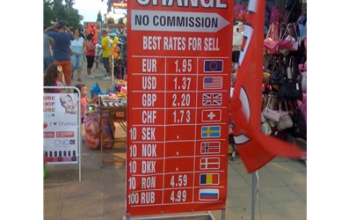 CHANGE
NO COMMISSION
BEST RATES FOR SELL
EUR 1.95
USD 1.37
GBP 2.20
CHF 1.73
10 SEK
10 NOK
10 DKK
10 RON 4.59
100 RUB 4.99